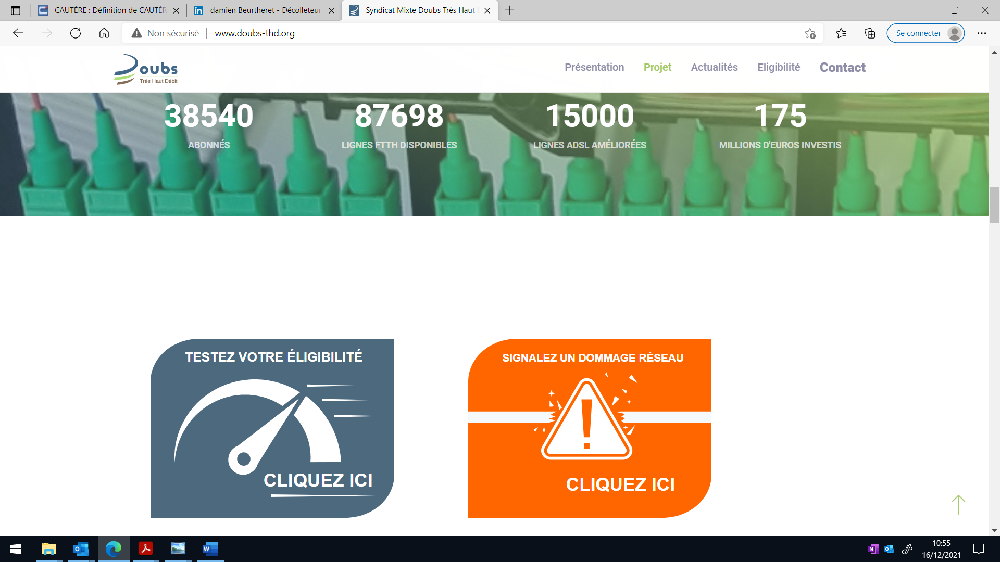 CAUTÈRE : Définition de CAUTÈR
damien Beurtheret - Décolleteur
Syndicat Mixte Doubs Très Haut
Non sécurisé
www.doubs-thd.org
Se connecter
Doubs
Très Haut Débit
Présentation
Projet
Actualités
Eligibilité
Contact
38540
87698
15000
175
ABONNÉS
LIGNES FTTH DISPONIBLES
LIGNES ADSL AMÉLIORÉES
MILLIONS D'EUROS INVESTIS
TESTEZ VOTRE ÉLIGIBILITÉ
CLIQUEZ ICI
SIGNALEZ UN DOMMAGE RÉSEAU
CLIQUEZ ICI
10:55
16/12/2021